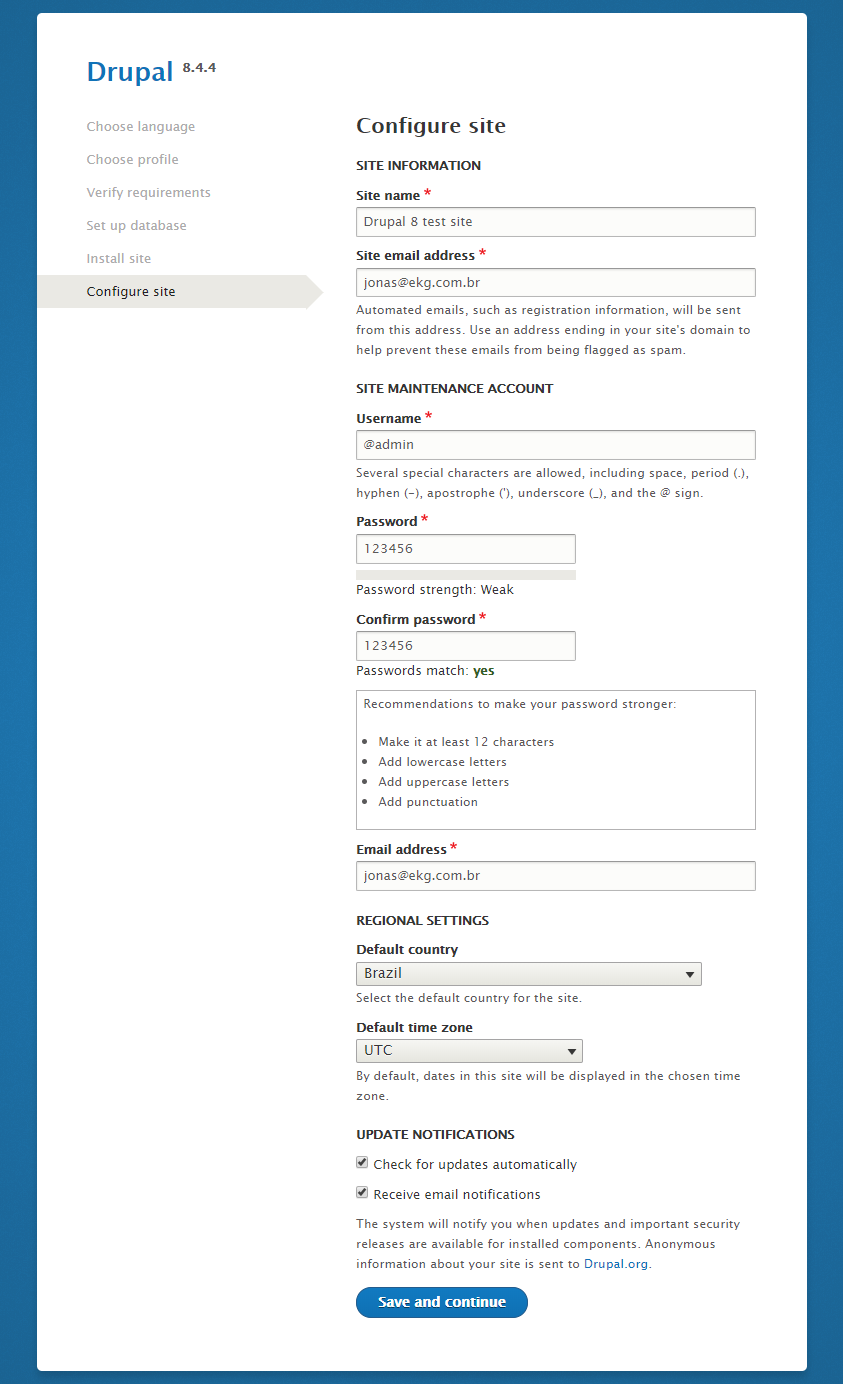 Drupal 8.4.4
Choose language
Choose profile
Verify requirements
Set up database
Install site
Configure site
Configure site
SITE INFORMATION
Site name *
Drupal 8 test site
Site email address *
jonas@ekg.com.br
Automated emails, such as registration information, will be sent
from this address. Use an address ending in your site's domain to
help prevent these emails from being flagged as spam.
SITE MAINTENANCE ACCOUNT
Username *
@admin
Several special characters are allowed, including space, period (.),
hyphen (-), apostrophe ('), underscore (_), and the @ sign.
Password *
123456
Password strength: Weak
Confirm password *
123456
Passwords match: yes
Recommendations to make your password stronger:
• Make it at least 12 characters
• Add lowercase letters
• Add uppercase letters
• Add punctuation
Email address *
jonas@ekg.com.br
REGIONAL SETTINGS
Default country
Brazil
Select the default country for the site.
Default time zone
UTC
By default, dates in this site will be displayed in the chosen time
zone.
UPDATE NOTIFICATIONS
Check for updates automatically
Receive email notifications
The system will notify you when updates and important security
releases are available for installed components. Anonymous
information about your site is sent to Drupal.org.
Save and continue